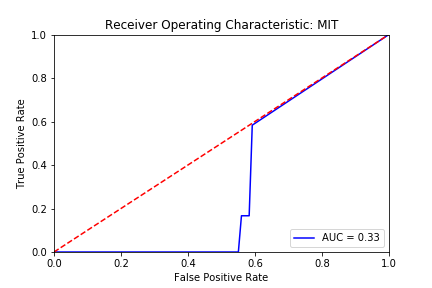 Receiver Operating Characteristic: MIT
1.0
0.8
0.6
0.4
0.2
0.0
True Positive Rate
AUC = 0.33
0.0 0.2 0.4 0.6 0.8 1.0
False Positive Rate